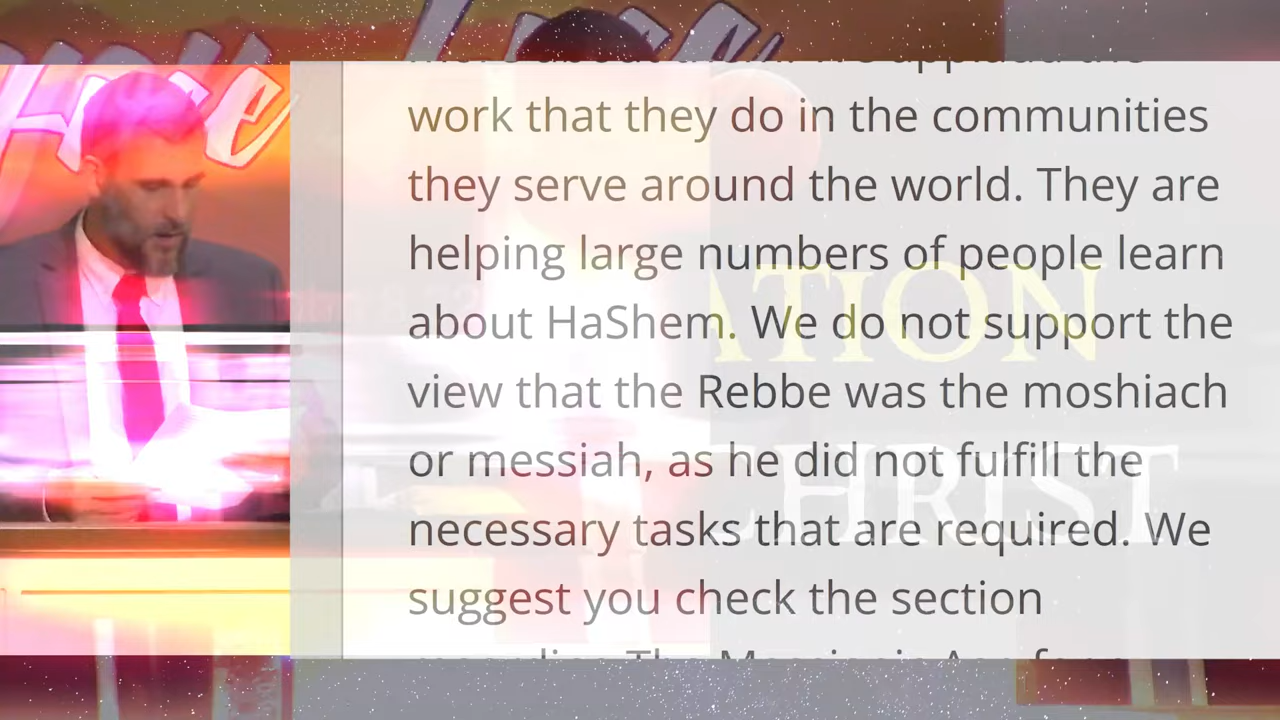 work that they do in the communities
they serve around the world. They are
helping large numbers of people learn
about HaShem. We do not support the
view that the Rebbe was the moshiach
or messiah, as he did not fulfill the
necessary tasks that are required. We
suggest you check the section
ATION
CHRIST